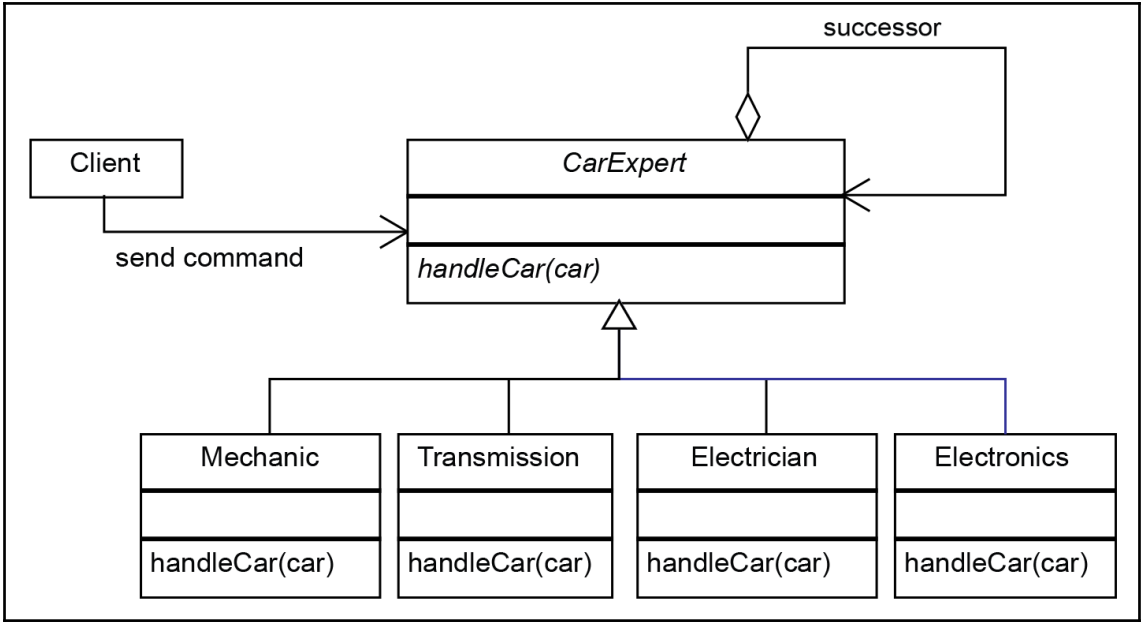 successor
Client
CarExpert
send command
handleCar(car)
Mechanic
Transmission
Electrician
Electronics
handleCar(car)
handleCar(car)
handleCar(car)
handleCar(car)